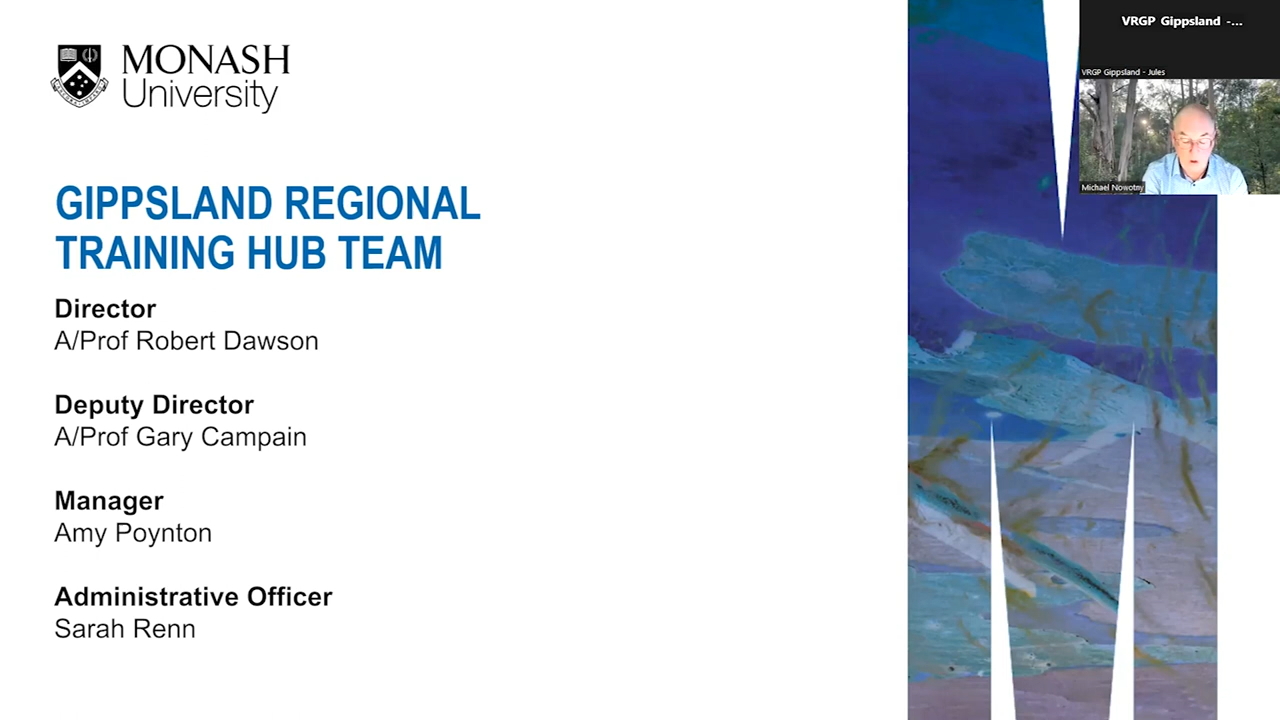 MONASH
University
GIPPSLAND REGIONAL
TRAINING HUB TEAM
Director
A/Prof Robert Dawson
Deputy Director
A/Prof Gary Campain
Manager
Amy Poynton
Administrative Officer
Sarah Renn
VRGP Gippsland -...
VRGP Gippsland - Jules
Michael Nowotny